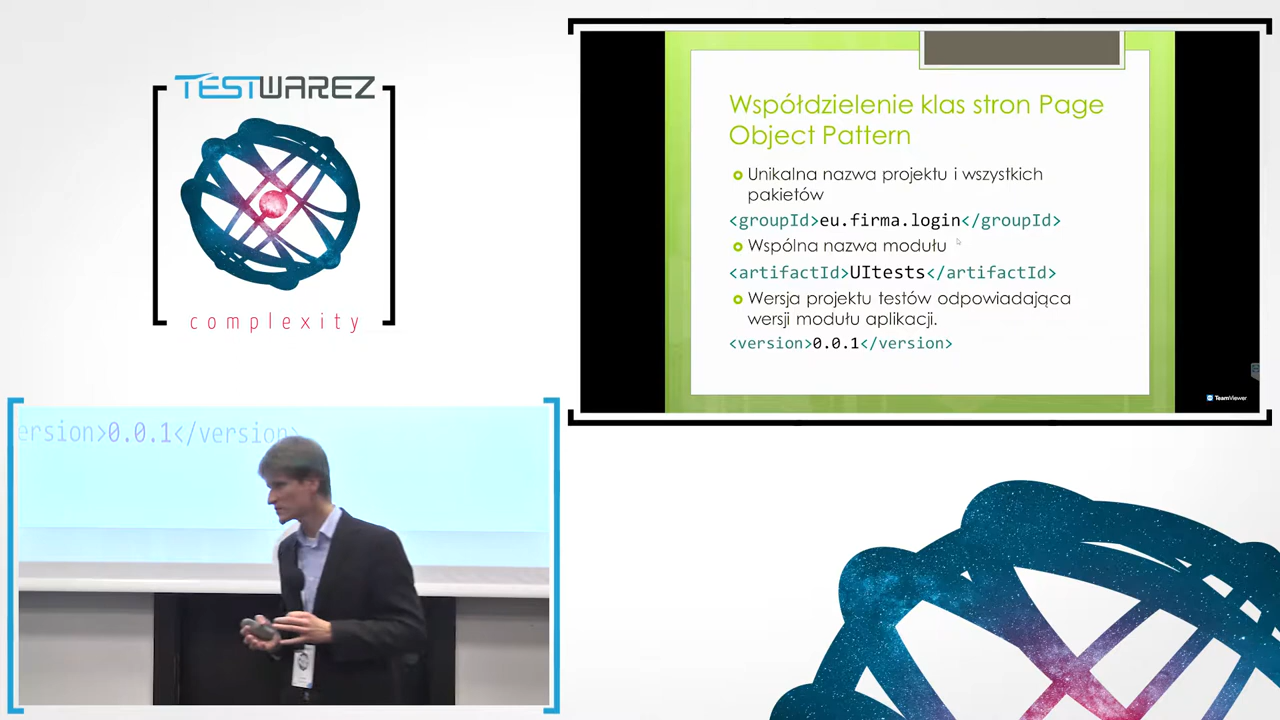 TESTWAREZ
complexity
Współdzielenie klas stron Page
Object Pattern
Unikalna nazwa projektu i wszystkich
pakietów
<groupId>eu.firma.login</groupId>
Wspólna nazwa modułu
<artifactId>UItests</artifactId>
Wersja projektu testów odpowiadająca
wersji modułu aplikacji.
<version>0.0.1</version>
TeamViewer
ersion>0.0.1</version>